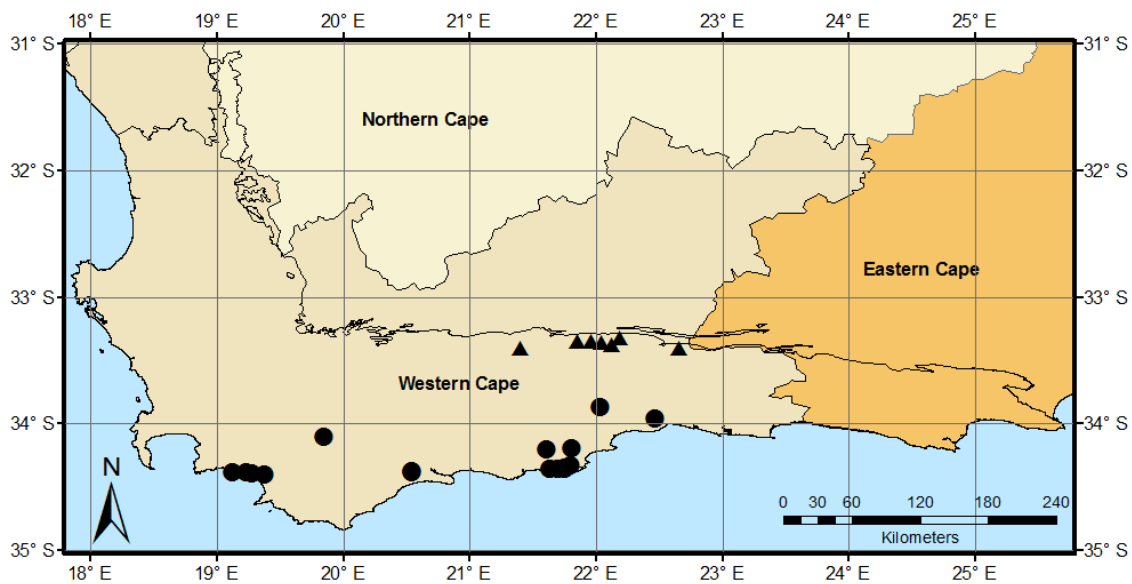 18° E 19° E 20° E 21° E 22° E 23° E 24° E 25° E
31° S 31° S
Northern Cape
32° S 32° S
Eastern Cape
33° S 33° S
Western Cape
34° S 34° S
N
0 30 60 120 180 240
Kilometers
35° S 35° S
18° E 19° E 20° E 21° E 22° E 23° E 24° E 25° E